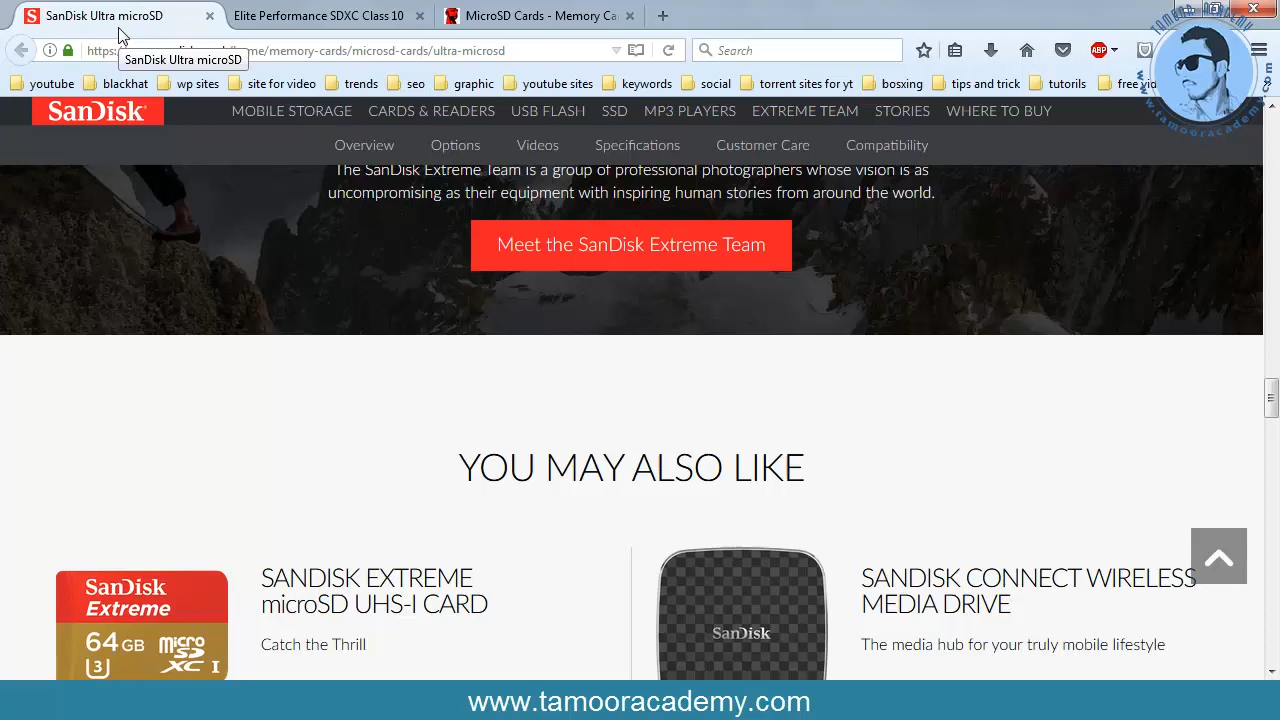 SanDisk Ultra microSD
Elite Performance SDXC Class 10
MicroSD Cards - Memory Ca
https:
me/memory-cards/microsd-cards/ultra-microsd
Search
SanDisk Ultra microSD
youtube
blackhat
wp sites
site for video
trends
seo
graphic
youtube sites
keywords
social
torrent sites for yt
bosxing
tips and trick
tutorils
TAMOOR ACADEMY
www.tamooracademy.com
SanDisk
MOBILE STORAGE CARDS & READERS USB FLASH SSD MP3 PLAYERS EXTREME TEAM STORIES WHERE TO BUY
Overview Options Videos Specifications Customer Care Compatibility
The SanDisk Extreme Team is a group of professional photographers whose vision is as
uncompromising as their equipment with inspiring human stories from around the world.
Meet the SanDisk Extreme Team
YOU MAY ALSO LIKE
SanDisk
Extreme
64 GB
micro
SD
XC I
3
SANDISK EXTREME
microSD UHS-I CARD
Catch the Thrill
SanDisk
SANDISK CONNECT WIRELESS
MEDIA DRIVE
The media hub for your truly mobile lifestyle
www.tamooracademy.com